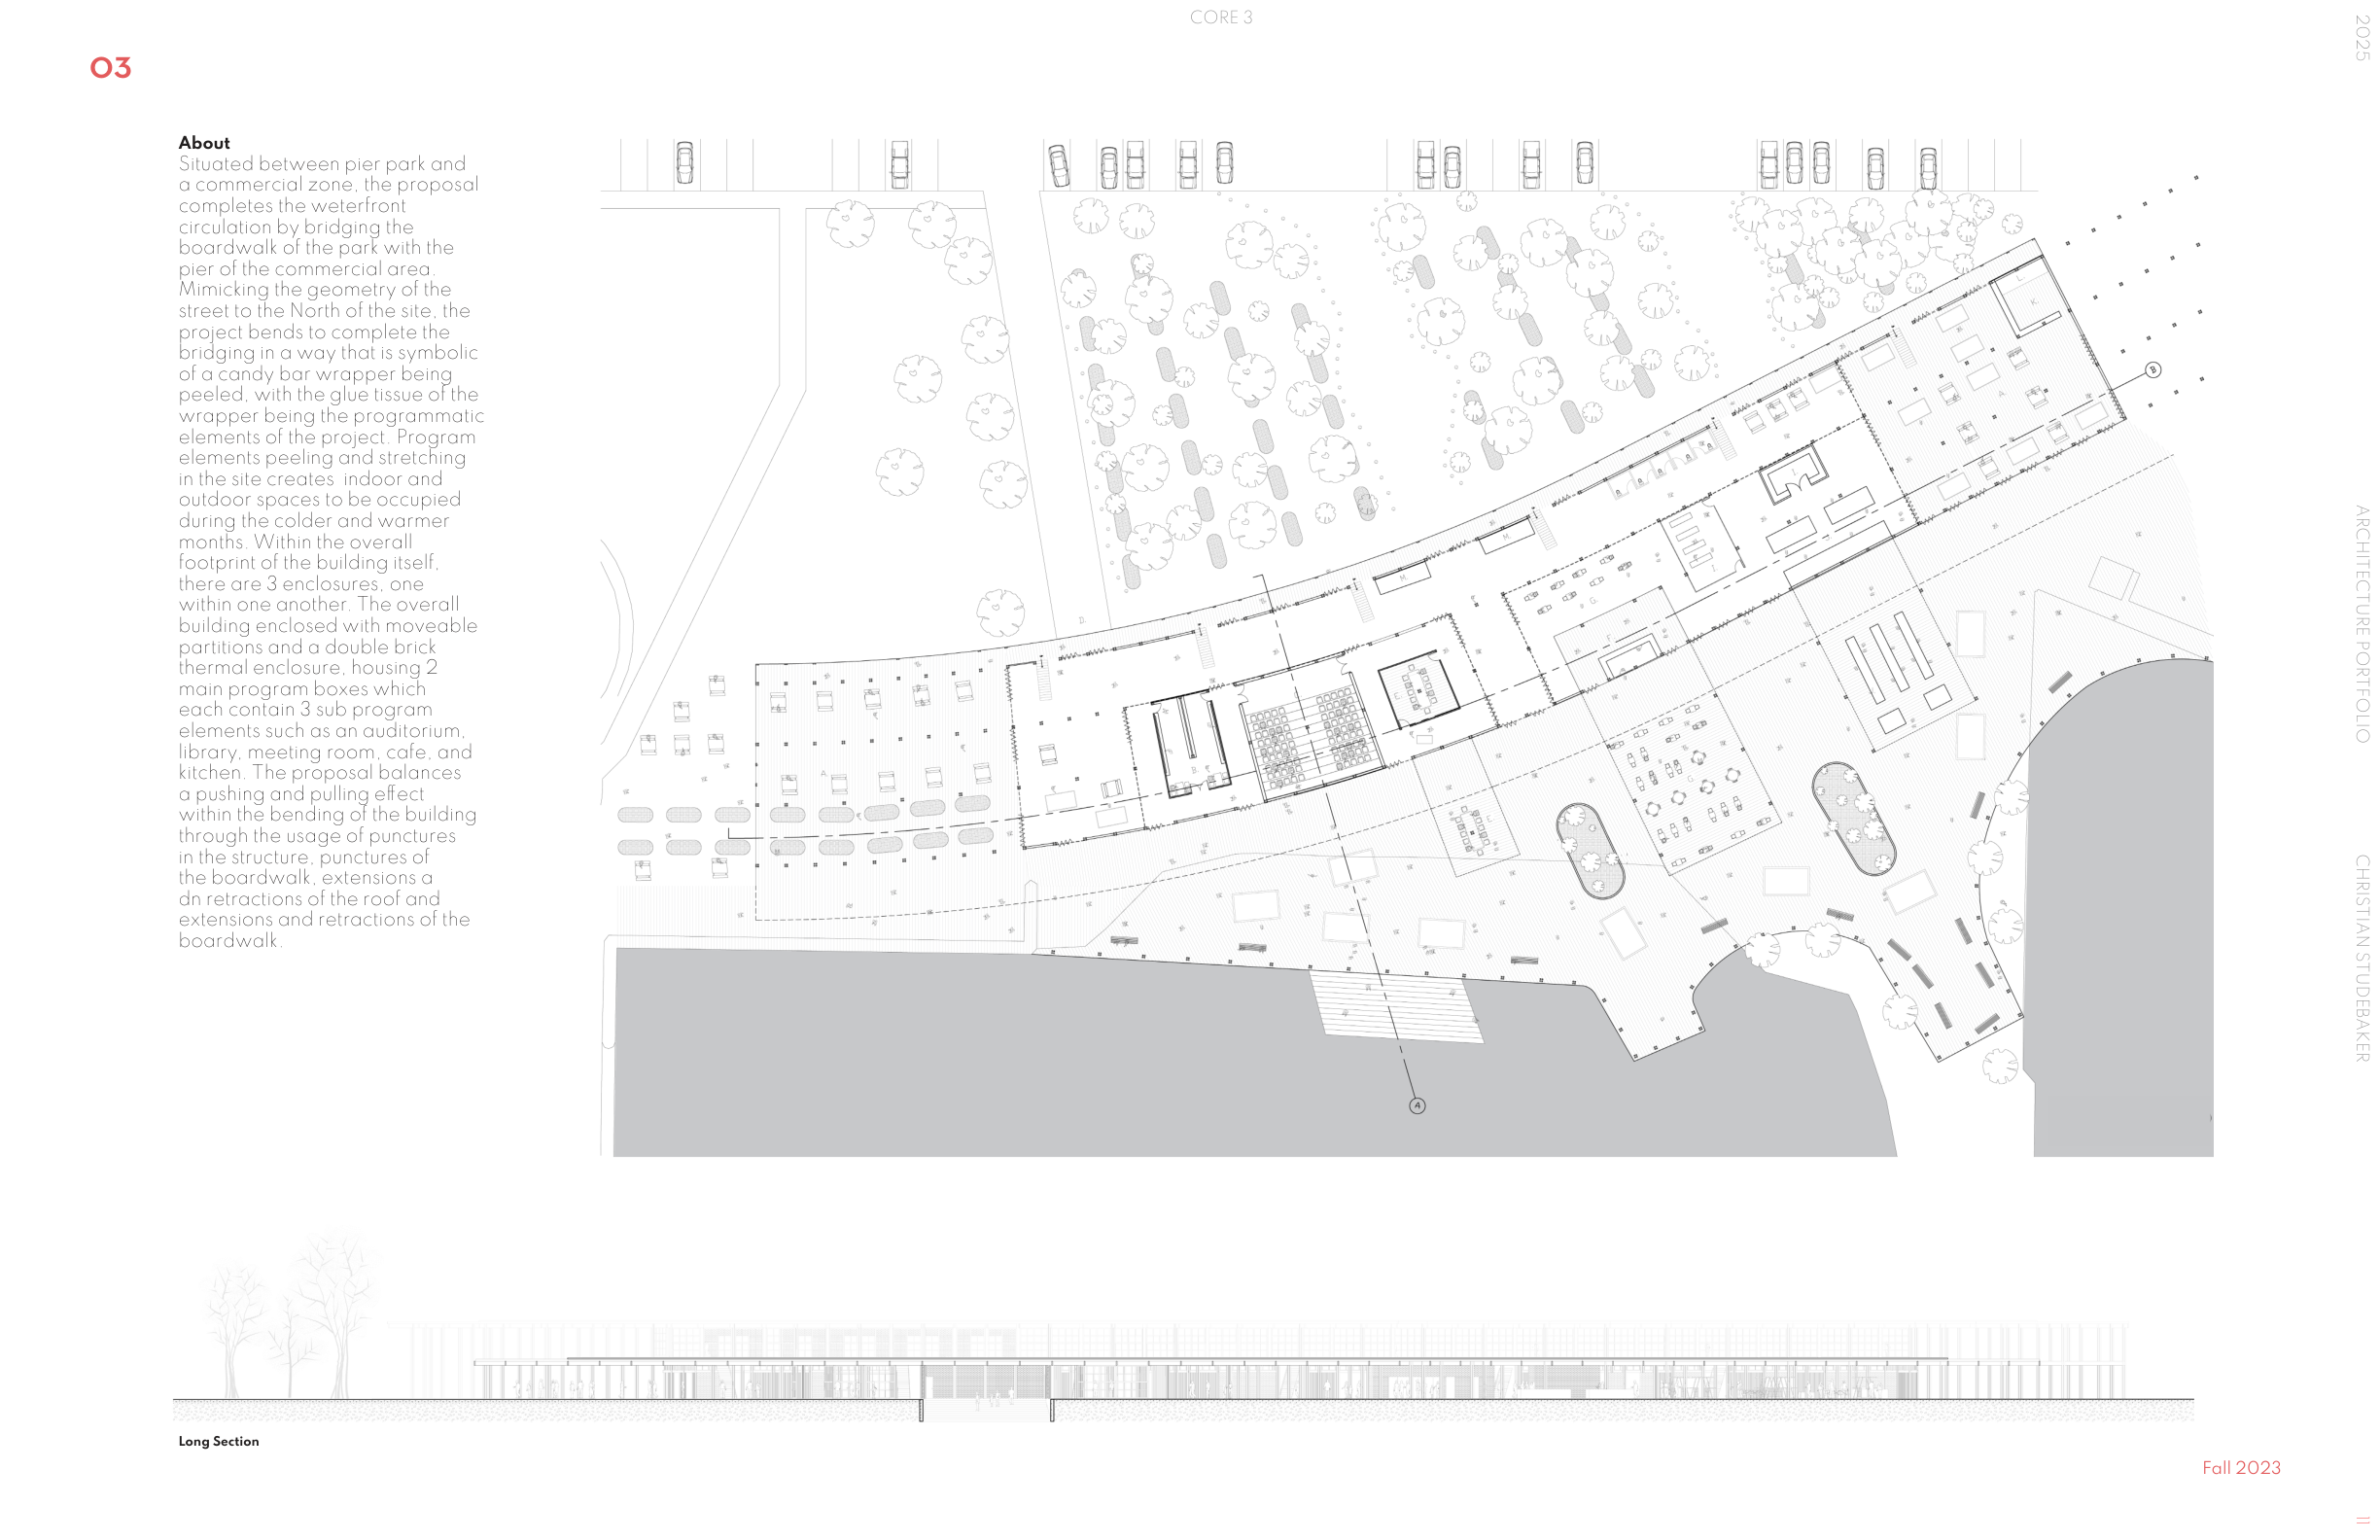 CORE 3
2025
03
About
Situated between pier park and
a commercial zone, the proposal
completes the weterfront
circulation by bridging the
boardwalk of the park with the
pier of the commercial area.
Mimicking the geometry of the
street to the North of the site, the
project bends to complete the
bridging in a way that is symbolic
of a candy bar wrapper being
peeled, with the glue tissue of the
wrapper being the programmatic
elements of the project. Program
elements peeling and stretching
in the site creates  indoor and
outdoor spaces to be occupied
during the colder and warmer
months. Within the overall
footprint of the building itself,
there are 3 enclosures, one
within one another. The overall
building enclosed with moveable
partitions and a double brick
thermal enclosure, housing 2
main program boxes which
each contain 3 sub program
elements such as an auditorium,
library, meeting room, cafe, and
kitchen. The proposal balances
a pushing and pulling effect
within the bending of the building
through the usage of punctures
in the structure, punctures of
the boardwalk, extensions a
dn retractions of the roof and
extensions and retractions of the
boardwalk.
L.
K.
B
A.
J.
M.
M.
I.
G.
F.
D.
E.
A.
B.
E.
G.
A
ARCHITECTURE PORTFOLIO
CHRISTIAN STUDEBAKER
Long Section
Fall 2023
11